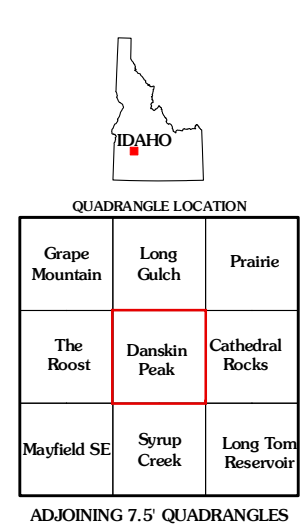 IDAHO
QUADRANGLE LOCATION
Grape
Mountain
Long
Gulch
Prairie
The
Roost
Danskin
Peak
Cathedral
Rocks
Mayfield SE
Syrup
Creek
Long Tom
Reservoir
ADJOINING 7.5' QUADRANGLES